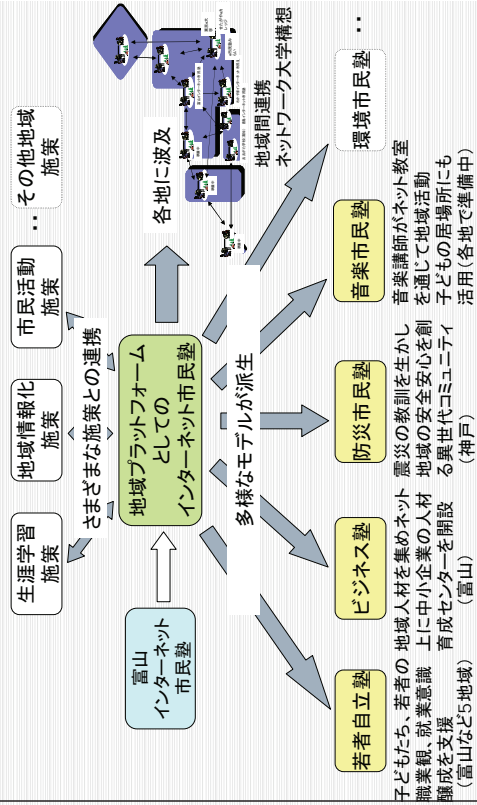 生涯学習
施策
地域情報化
施策
市民活動
施策
‥
その他地域
施策
さまざまな施策との連携
富山
インターネット
市民塾
地域プラットフォーム
としての
インターネット市民塾
各地に波及
地域間連携
ネットワーク大学構想
多様なモデルが派生
若者自立塾
子どもたち、若者の
職業観、就業意識
醸成を支援
(富山など5地域)
ビジネス塾
地域人材を集めネット
上に中小企業の人材
育成センターを開設
(富山)
防災市民塾
震災の教訓を生かし
地域の安全安心を創
る異世代コミュニティ
(神戸)
音楽市民塾
音楽講師がネット教室
を通じて地域活動
子どもの居場所にも
活用(各地で準備中)
環境市民塾
‥